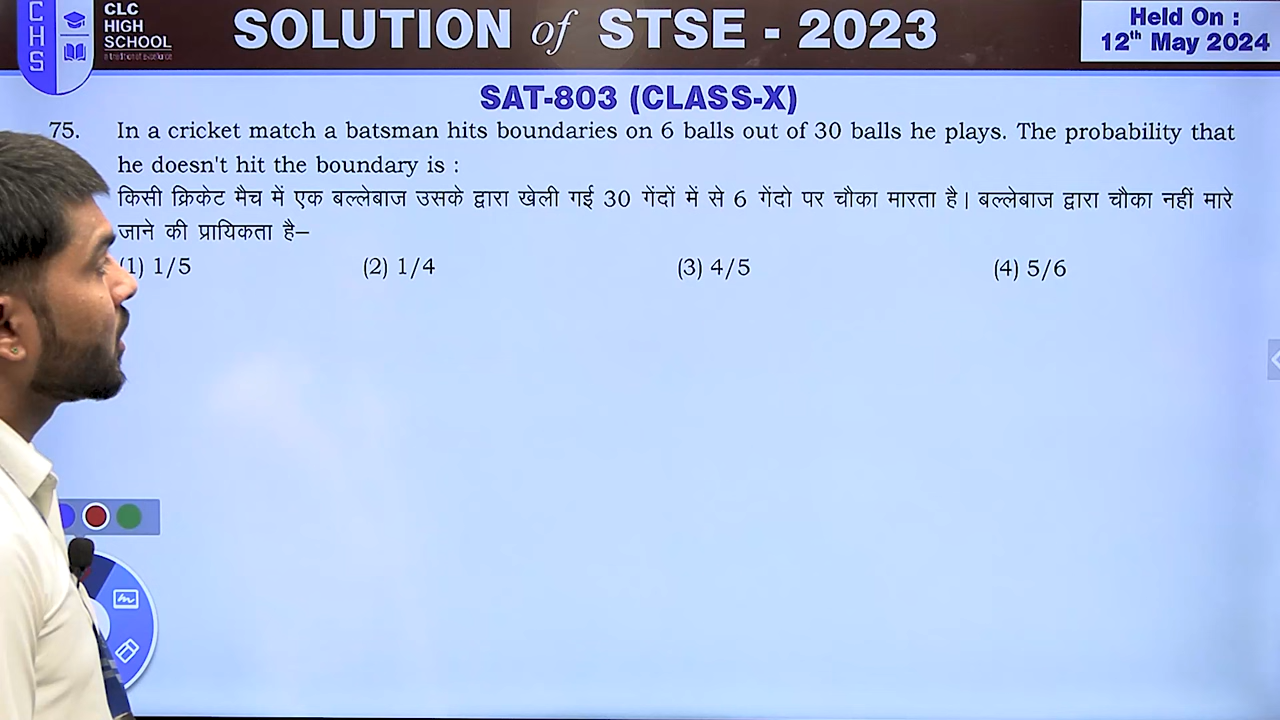 CHS
CLC
HIGH
SCHOOL
SOLUTION of STSE - 2023
Held On :
12th May 2024
SAT-803 (CLASS-X)
75. In a cricket match a batsman hits boundaries on 6 balls out of 30 balls he plays. The probability that
he doesn't hit the boundary is :
किसी क्रिकेट मैच में एक बल्लेबाज उसके द्वारा खेली गई 30 गेंदों में से 6 गेंदो पर चौका मारता है। बल्लेबाज द्वारा चौका नहीं मारे
जाने की प्रायिकता है–
(1) 1/5 (2) 1/4 (3) 4/5 (4) 5/6